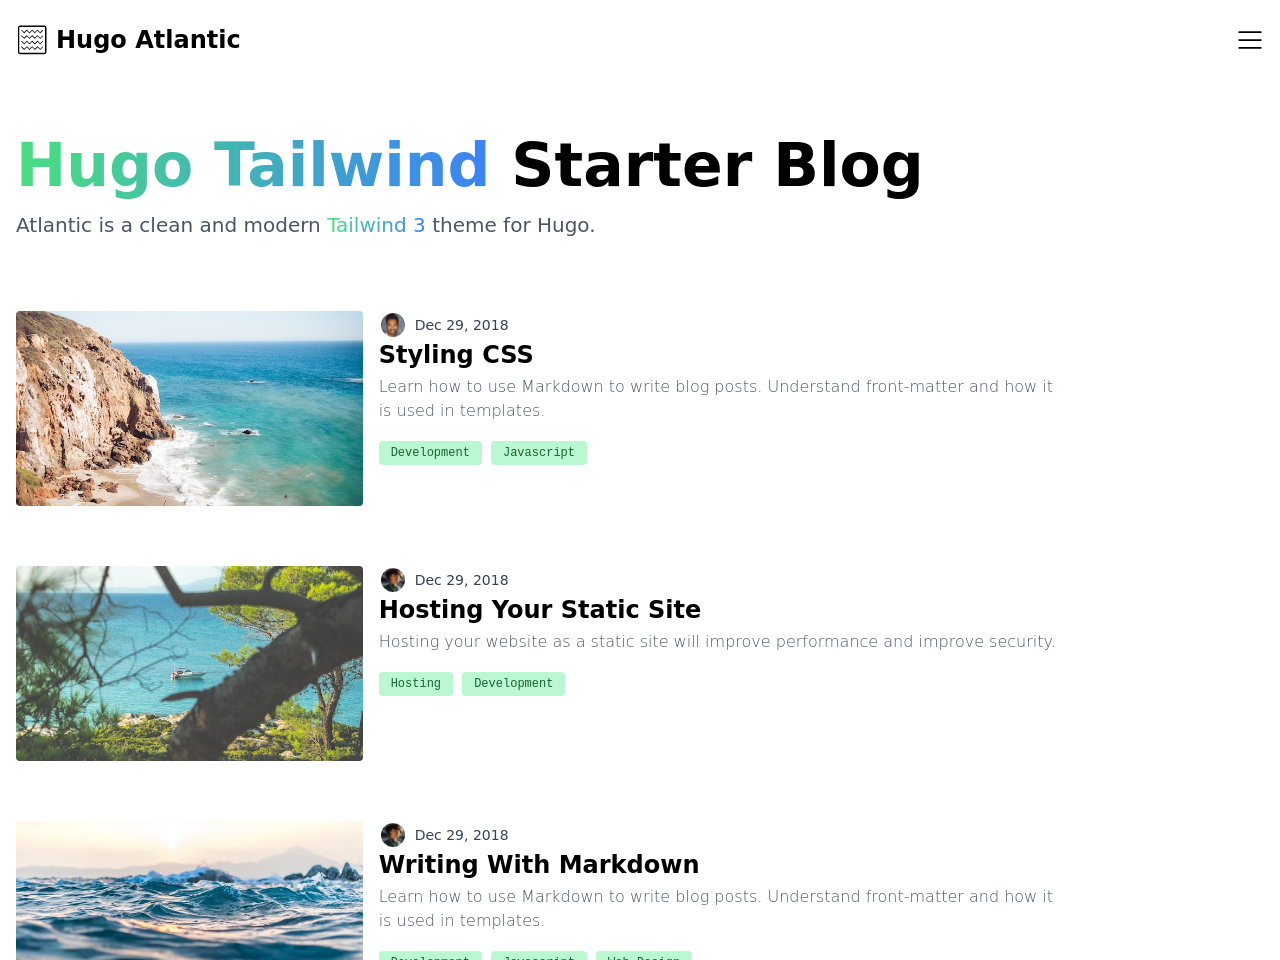 Hugo Atlantic
Hugo Tailwind Starter Blog
Atlantic is a clean and modern Tailwind 3 theme for Hugo.
Dec 29, 2018
Styling CSS
Learn how to use Markdown to write blog posts. Understand front-matter and how it
is used in templates.
Development Javascript
Dec 29, 2018
Hosting Your Static Site
Hosting your website as a static site will improve performance and improve security.
Hosting Development
Dec 29, 2018
Writing With Markdown
Learn how to use Markdown to write blog posts. Understand front-matter and how it
is used in templates.
Development Javascript Web Design